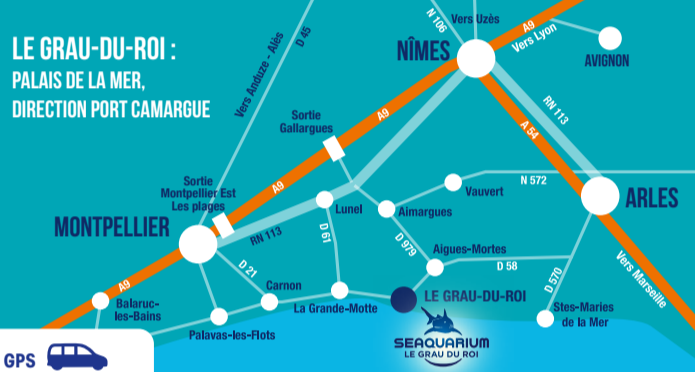 LE GRAU-DU-ROI :
PALAIS DE LA MER,
DIRECTION PORT CAMARGUE
N 106
Vers Uzès
A9
Vers Lyon
NÎMES
AVIGNON
D 45
Vers Anduze - Alès
Sortie
Gallargues
A9
RN 113
A 54
Sortie
Montpellier Est
Les plages
A9
N 572
Vauvert
ARLES
MONTPELLIER
Lunel
Aimargues
RN 113
D 61
D 979
Aigues-Mortes
D 58
D 21
Vers Marseille
A9
Carnon
D 570
Balaruc-
les-Bains
La Grande-Motte
LE GRAU-DU-ROI
Palavas-les-Flots
Stes-Maries
de la Mer
SEAQUARIUM
LE GRAU DU ROI
GPS